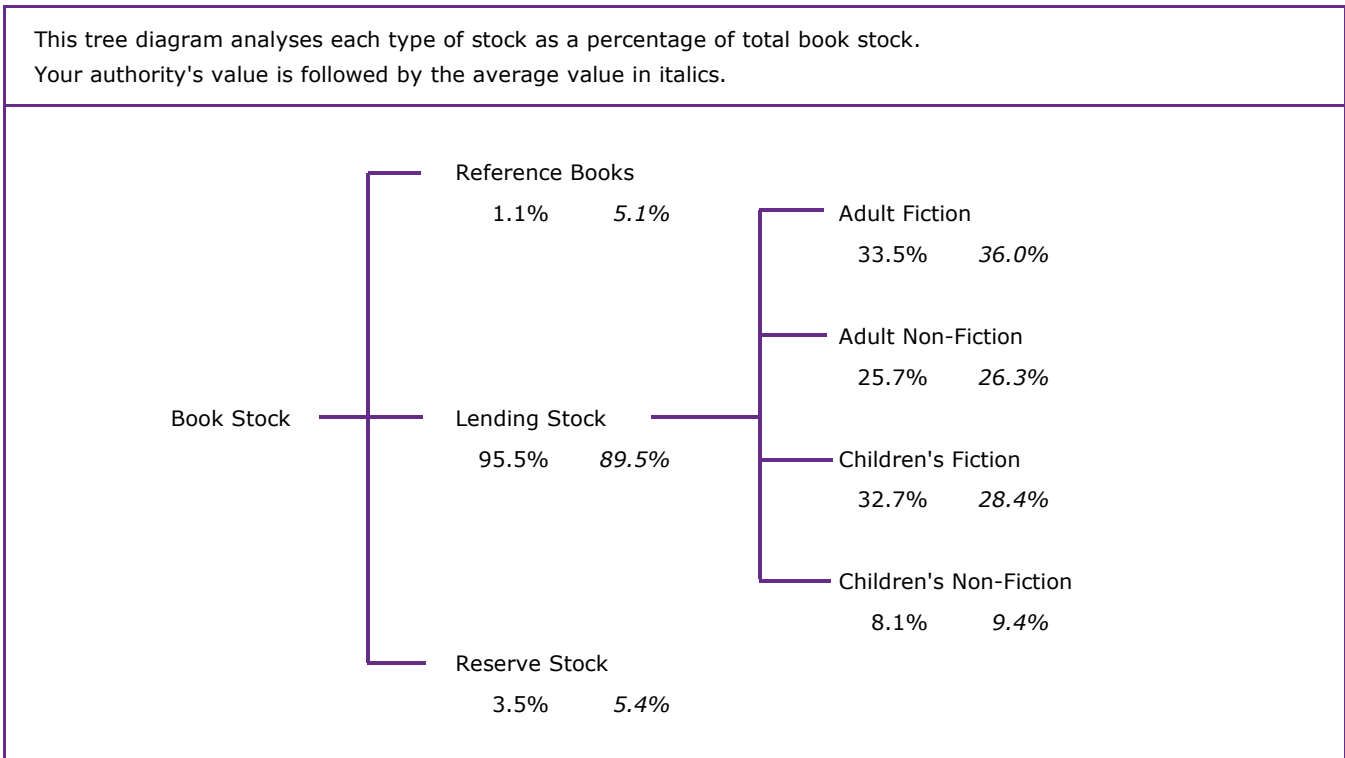 This tree diagram analyses each type of stock as a percentage of total book stock.
Your authority's value is followed by the average value in italics.
Reference Books
1.1% 5.1%
Adult Fiction
33.5% 36.0%
Adult Non-Fiction
25.7% 26.3%
Book Stock
Lending Stock
95.5% 89.5%
Children's Fiction
32.7% 28.4%
Children's Non-Fiction
8.1% 9.4%
Reserve Stock
3.5% 5.4%